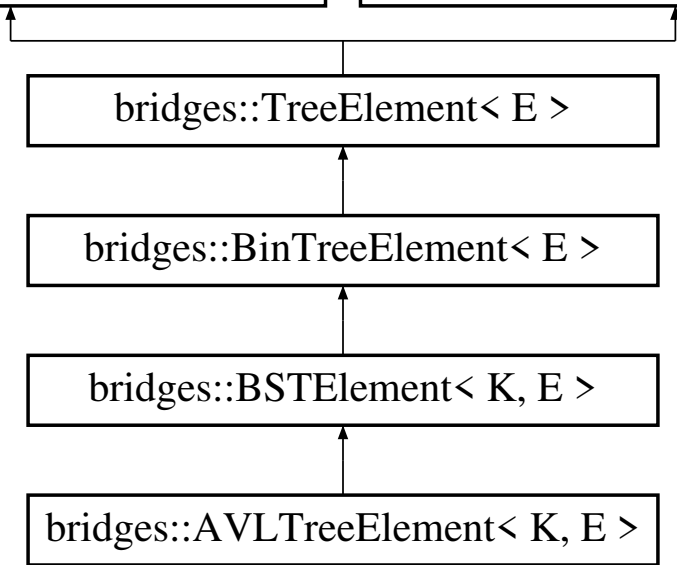 bridges::TreeElement< E >
bridges::BinTreeElement< E >
bridges::BSTElement< K, E >
bridges::AVLTreeElement< K, E >